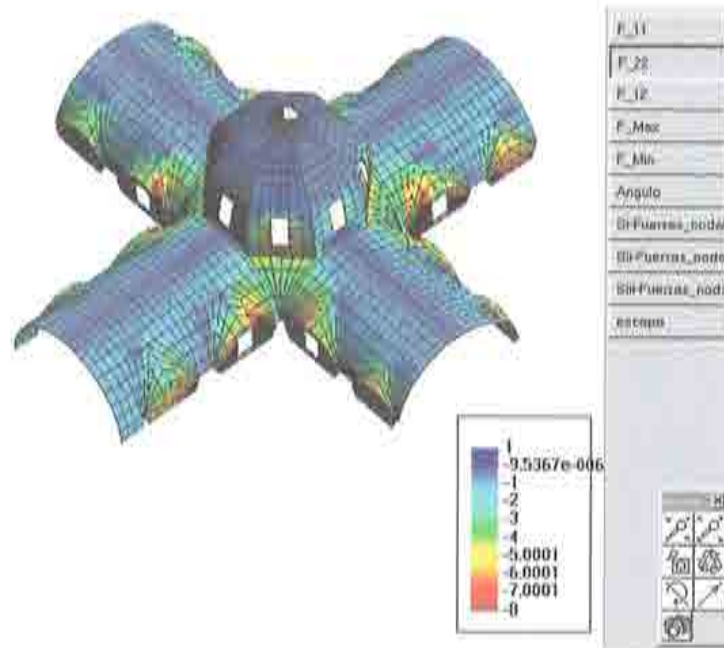 F_11
F_22
F_12
F_Max
F_Min
Angulo
escapo
1
-9.5367e-006
-1
-2
-3
-4
-5.0001
-6.0001
-7.0001
-8